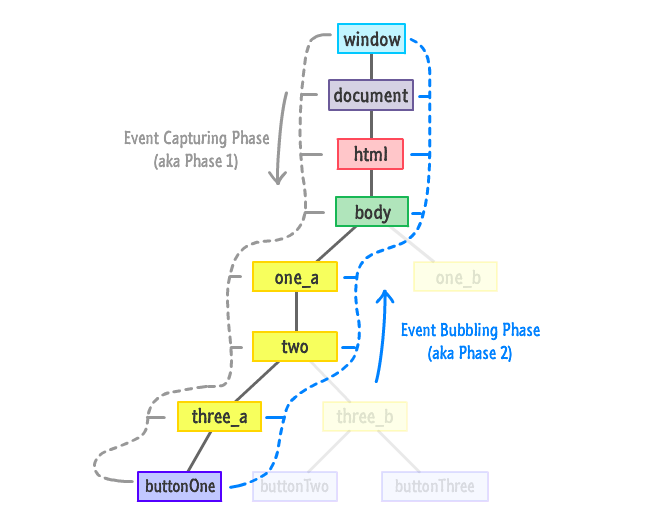 window
document
Event Capturing Phase
(aka Phase 1)
html
body
one_a
one_b
Event Bubbling Phase
(aka Phase 2)
two
three_a
three_b
buttonOne
buttonTwo
buttonThree